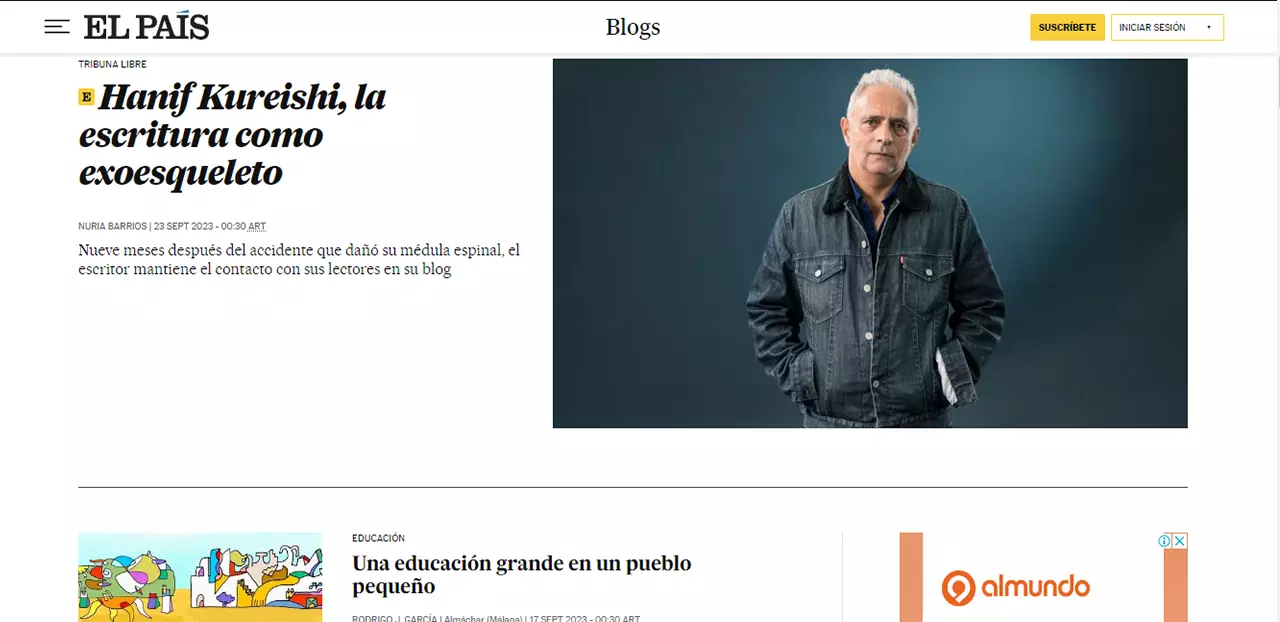 EL PAÍS
Blogs
SUSCRÍBETE
INICIAR SESIÓN
TRIBUNA LIBRE
E Hanif Kureishi, la
escritura como
exoesqueleto
NURIA BARRIOS | 23 SEPT 2023 - 00:30 ART
Nueve meses después del accidente que dañó su médula espinal, el
escritor mantiene el contacto con sus lectores en su blog
EDUCACIÓN
Una educación grande en un pueblo
pequeño
RODRIGO J. GARCÍA | Almáchar (Málaga) | 17 SEPT 2023 - 00:30 ART
almundo